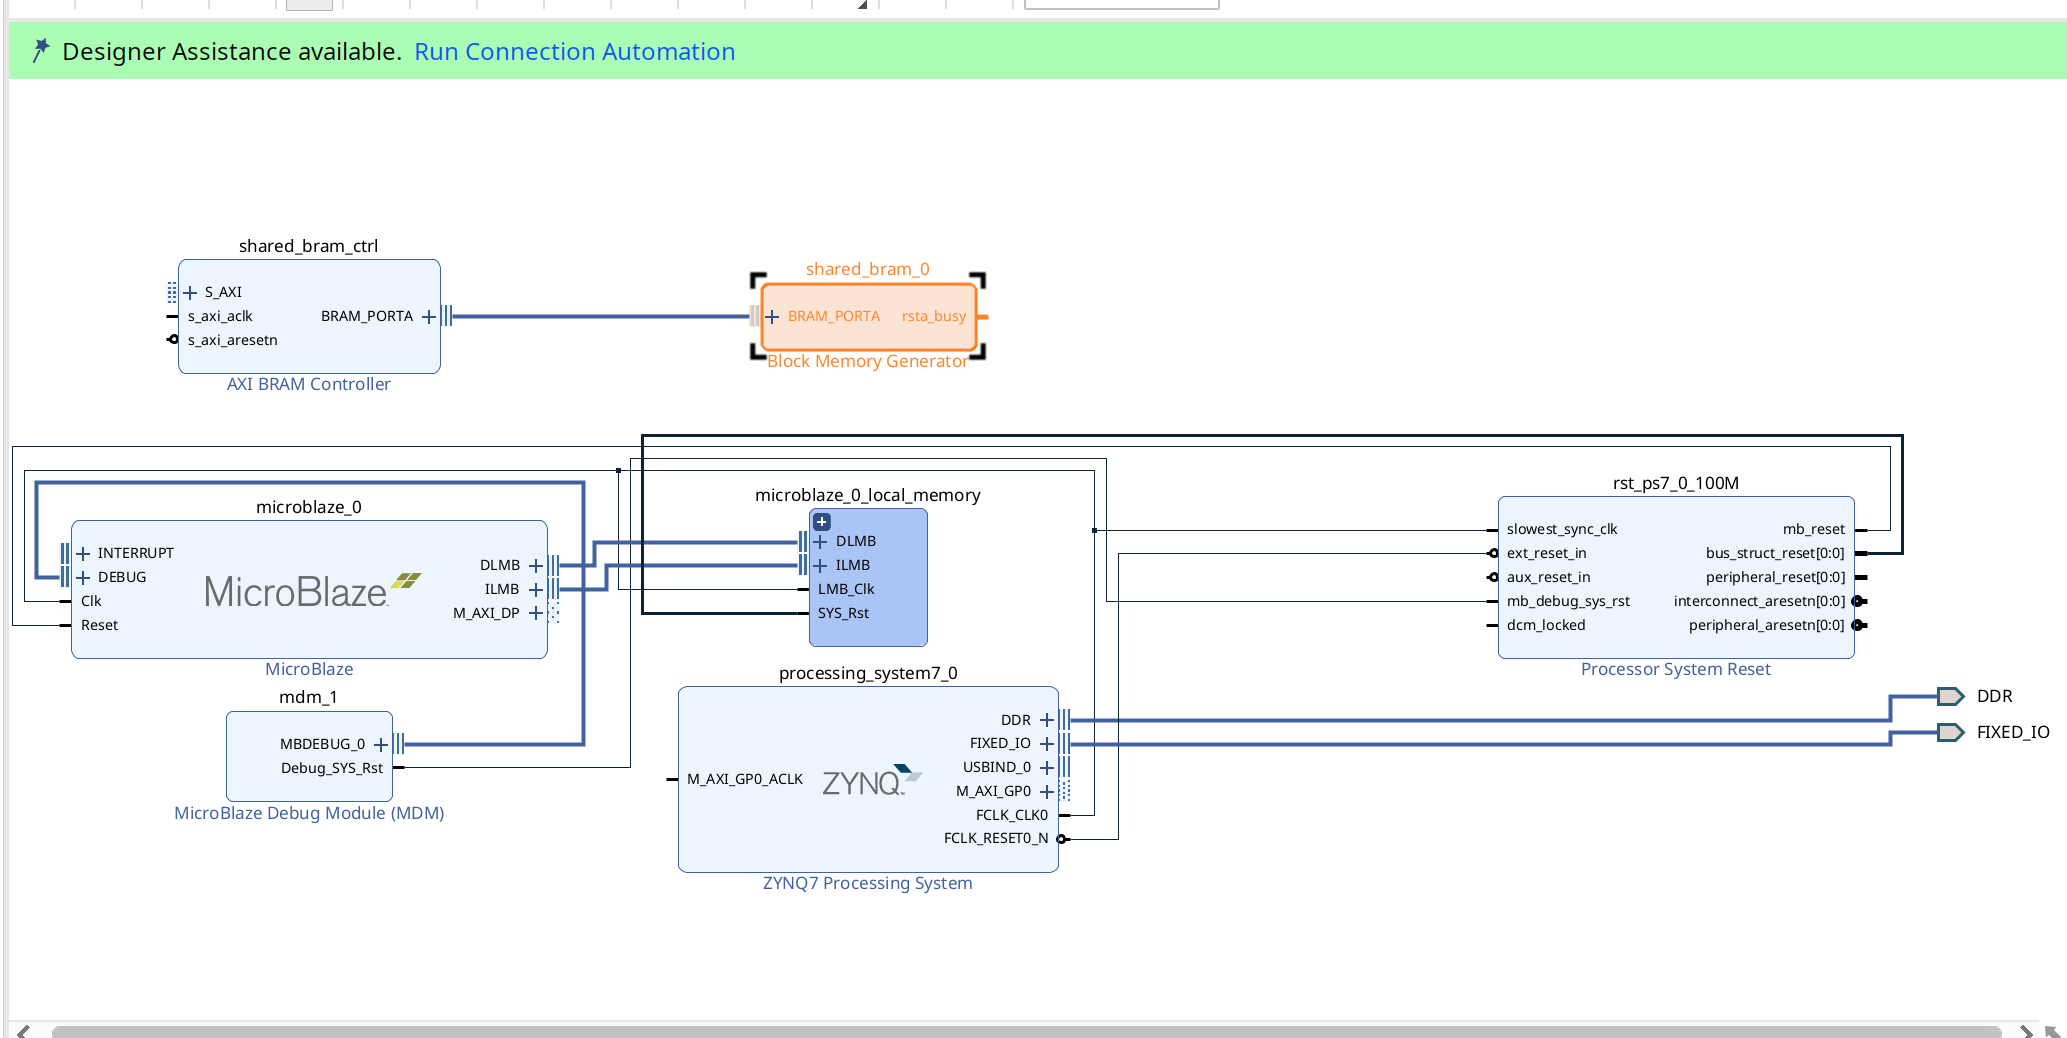 Designer Assistance available. Run Connection Automation
shared_bram_ctrl
S_AXI
s_axi_aclk
s_axi_aresetn
BRAM_PORTA
AXI BRAM Controller
shared_bram_0
BRAM_PORTA
rsta_busy
Block Memory Generator
microblaze_0
INTERRUPT
DEBUG
Clk
Reset
MicroBlaze
DLMB
ILMB
M_AXI_DP
MicroBlaze
microblaze_0_local_memory
DLMB
ILMB
LMB_Clk
SYS_Rst
rst_ps7_0_100M
slowest_sync_clk
ext_reset_in
aux_reset_in
mb_debug_sys_rst
dcm_locked
mb_reset
bus_struct_reset[0:0]
peripheral_reset[0:0]
interconnect_aresetn[0:0]
peripheral_aresetn[0:0]
Processor System Reset
mdm_1
MBDEBUG_0
Debug_SYS_Rst
MicroBlaze Debug Module (MDM)
processing_system7_0
M_AXI_GP0_ACLK
ZYNQ
DDR
FIXED_IO
USBIND_0
M_AXI_GP0
FCLK_CLK0
FCLK_RESET0_N
ZYNQ7 Processing System
DDR
FIXED_IO